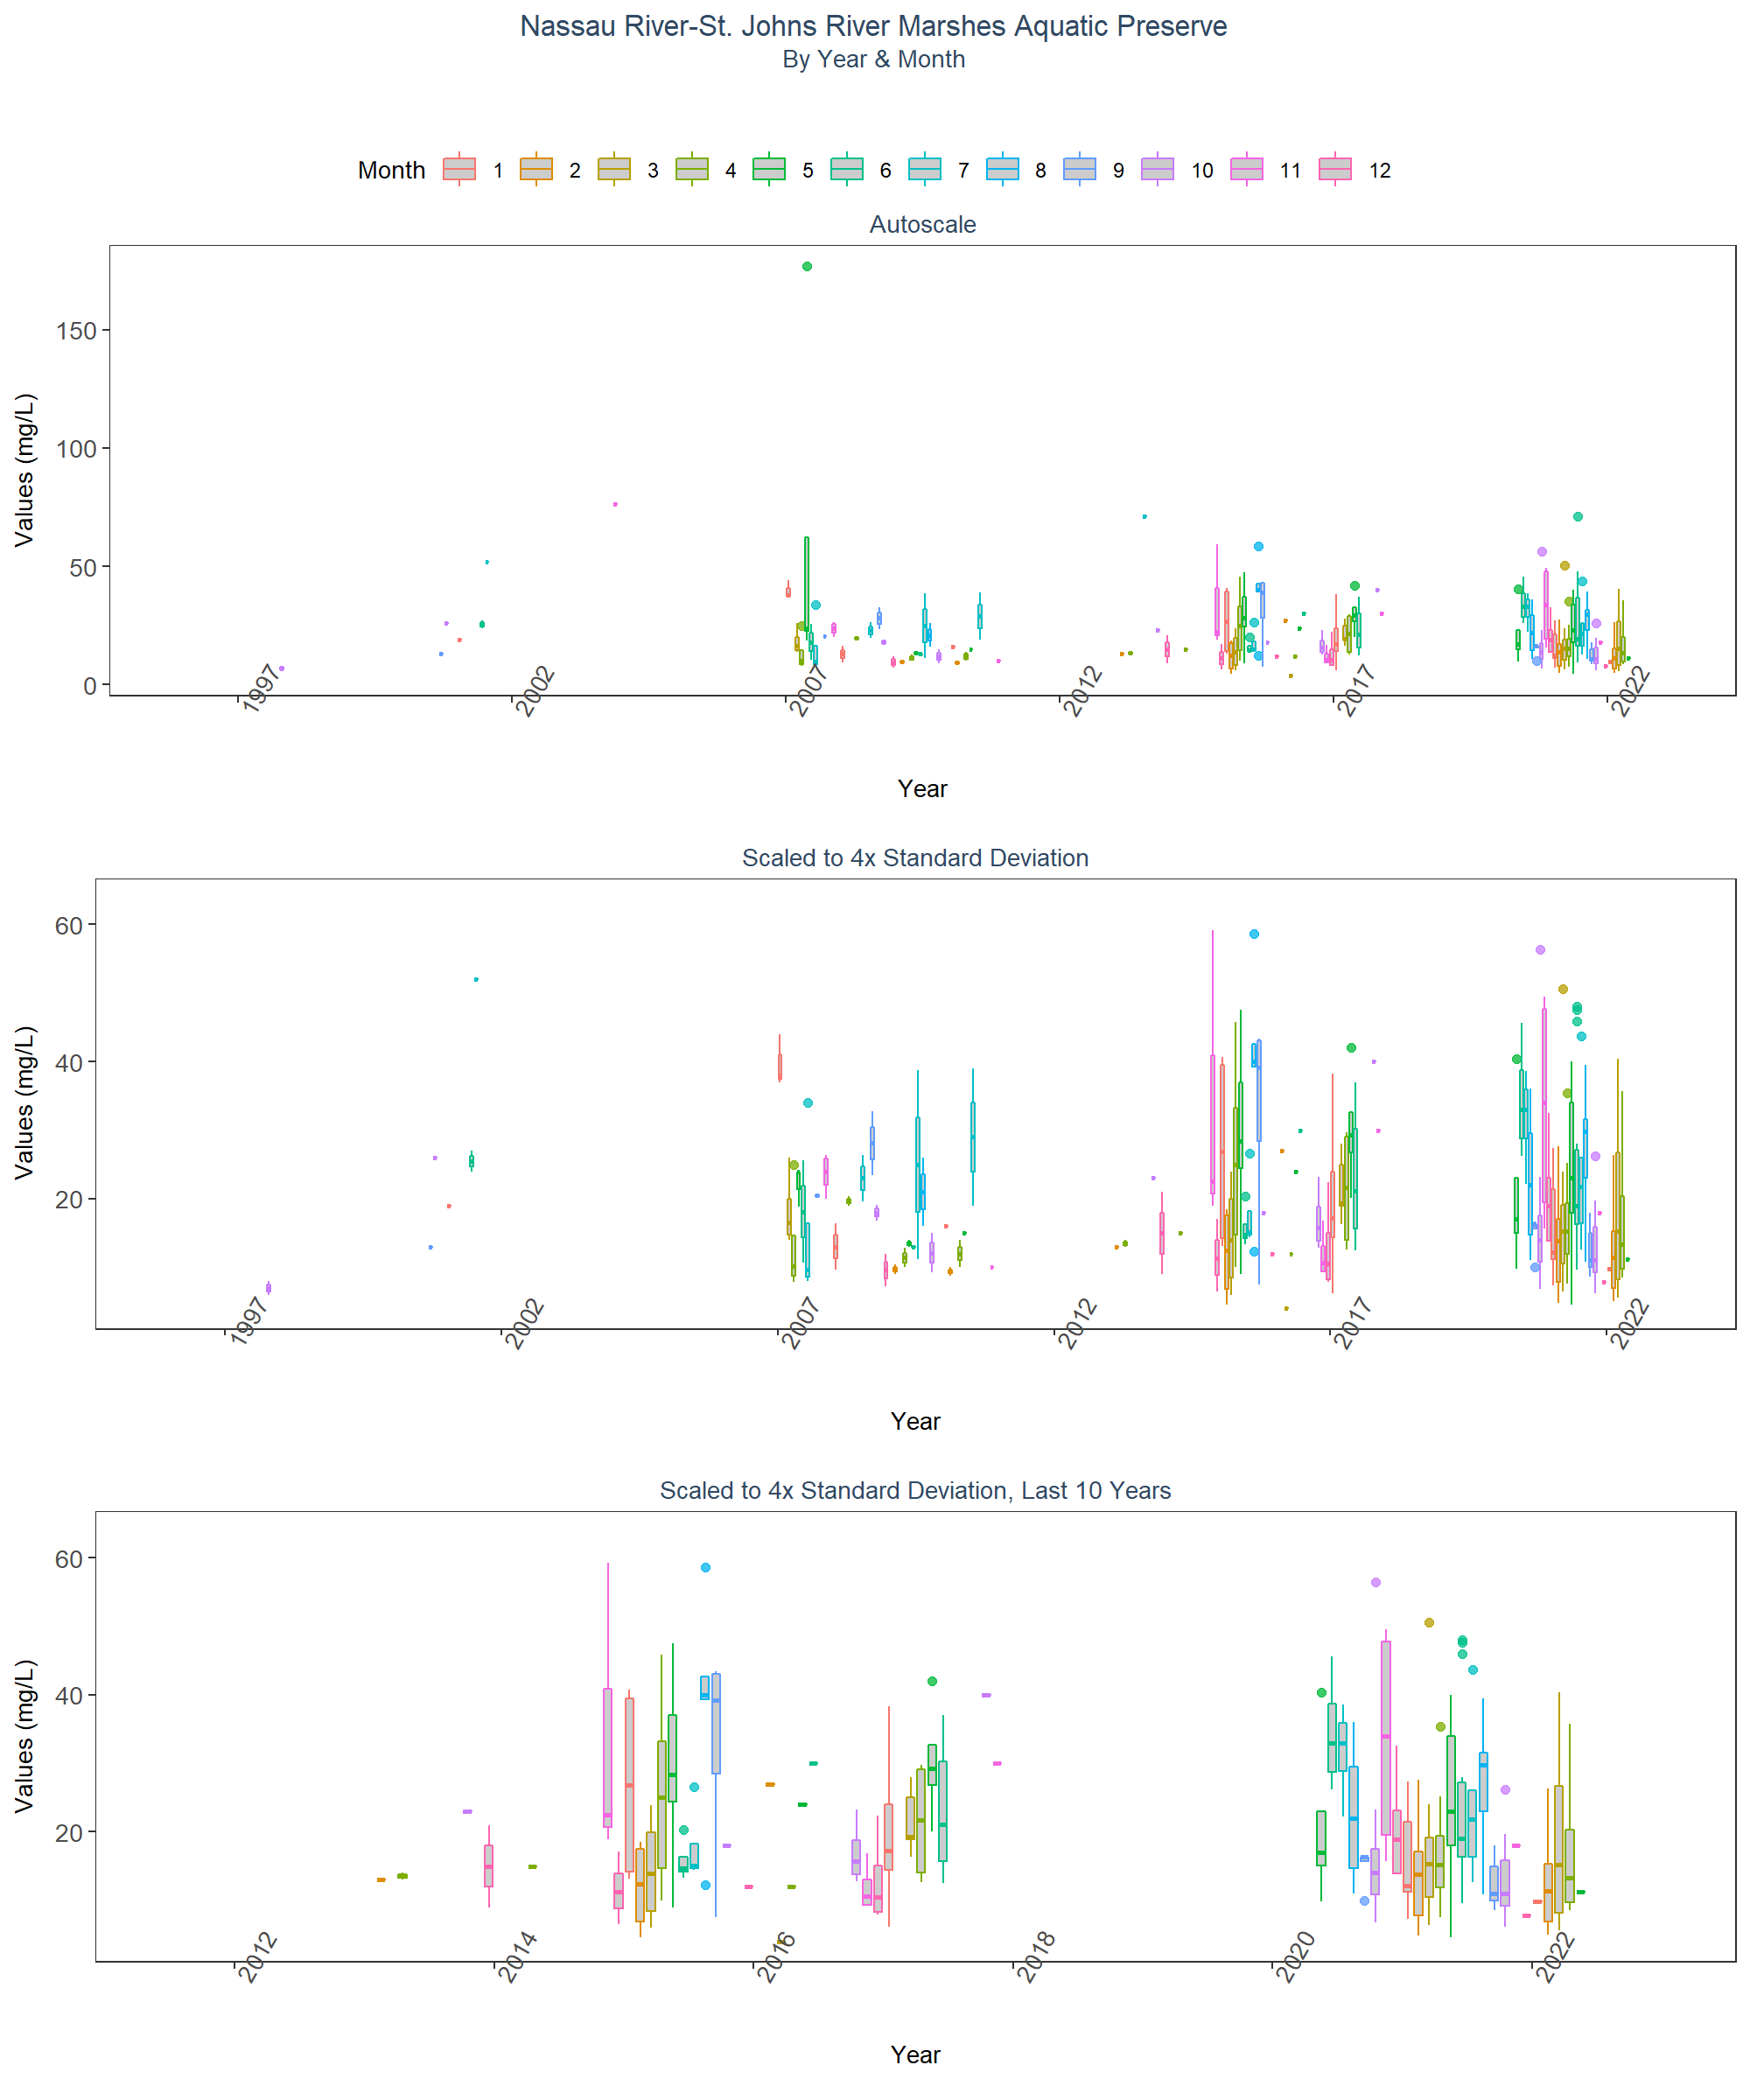 Nassau River-St. Johns River Marshes Aquatic Preserve
By Year & Month
Month 1 2 3 4 5 6 7 8 9 10 11 12
Autoscale
Values (mg/L)
150
100
50
0
1997 2002 2007 2012 2017 2022
Year
Scaled to 4x Standard Deviation
Values (mg/L)
60
40
20
1997 2002 2007 2012 2017 2022
Year
Scaled to 4x Standard Deviation, Last 10 Years
Values (mg/L)
60
40
20
2012 2014 2016 2018 2020 2022
Year